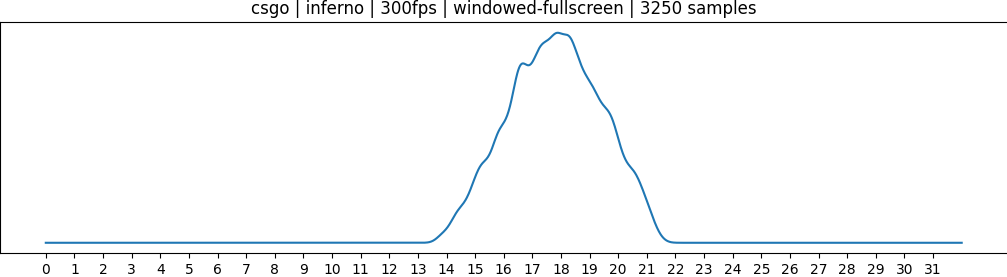 csgo | inferno | 300fps | windowed-fullscreen | 3250 samples
0 1 2 3 4 5 6 7 8 9 10 11 12 13 14 15 16 17 18 19 20 21 22 23 24 25 26 27 28 29 30 31